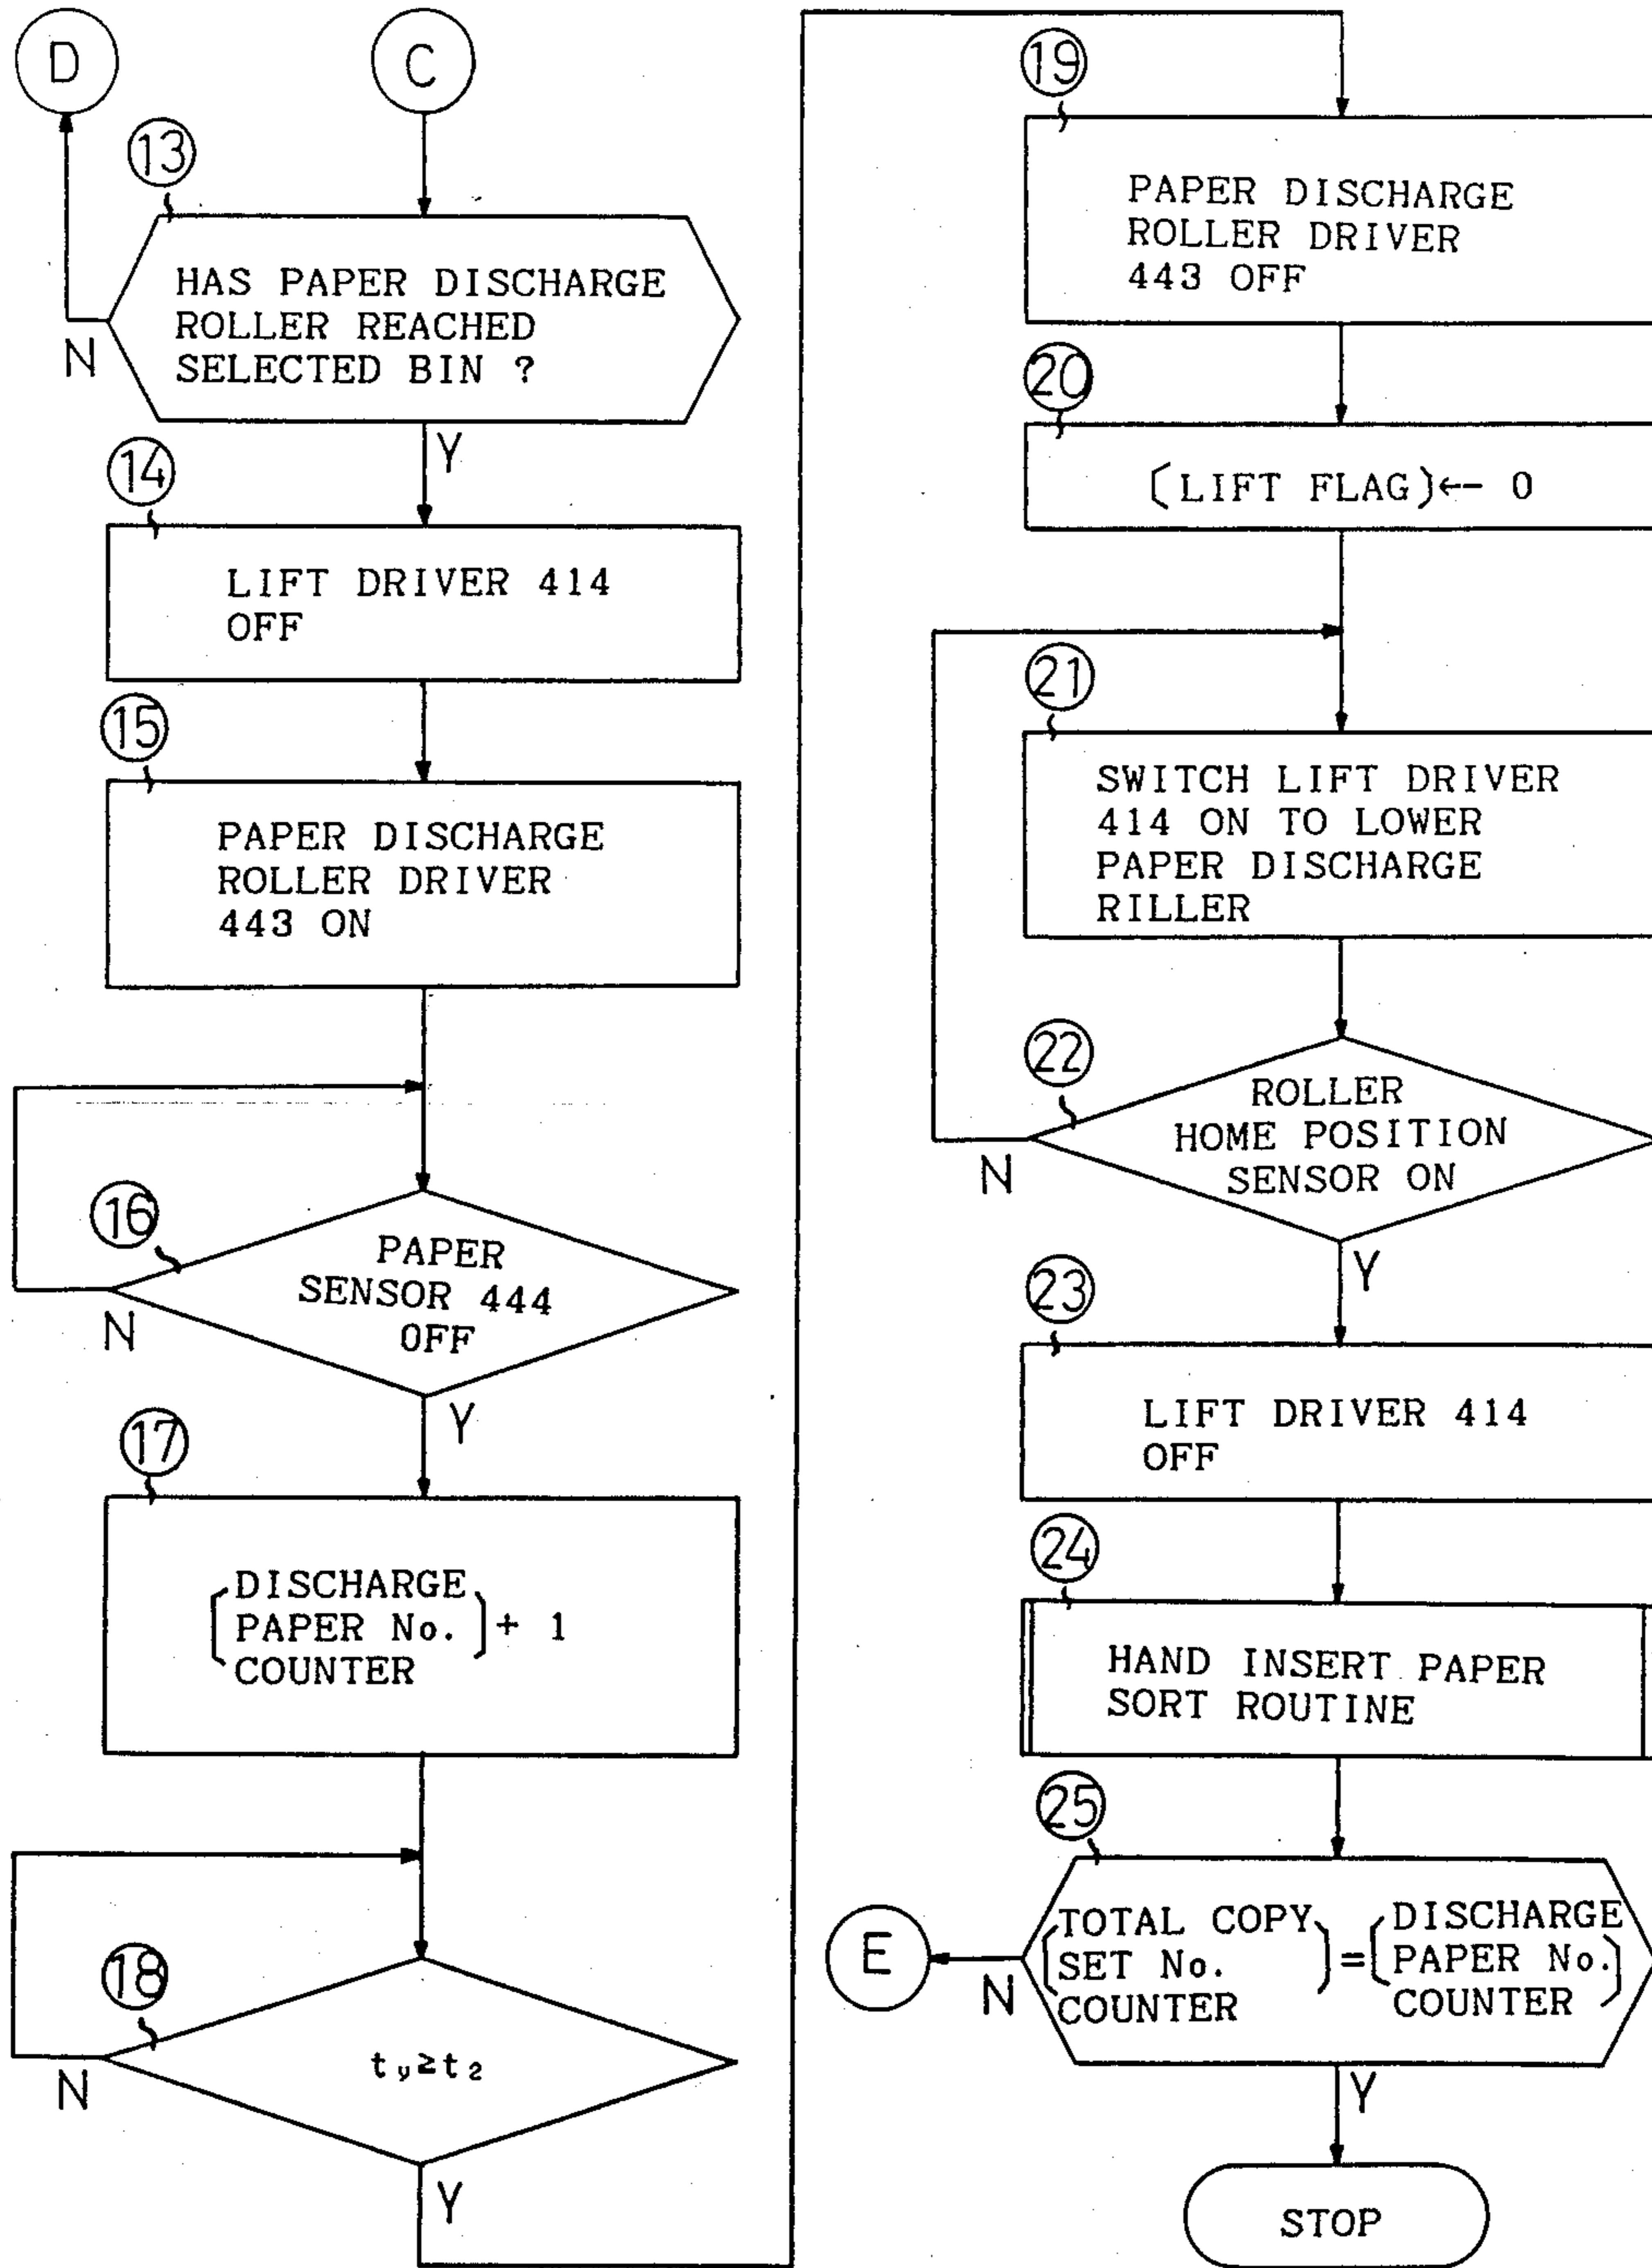 D
C
13
HAS PAPER DISCHARGE
ROLLER REACHED
SELECTED BIN ?
N
Y
14
LIFT DRIVER 414
OFF
15
PAPER DISCHARGE
ROLLER DRIVER
443 ON
16
PAPER
SENSOR 444
OFF
N
Y
17
[DISCHARGE
PAPER No.
COUNTER] + 1
18
ty≥t2
N
Y
19
PAPER DISCHARGE
ROLLER DRIVER
443 OFF
20
[LIFT FLAG]← 0
21
SWITCH LIFT DRIVER
414 ON TO LOWER
PAPER DISCHARGE
RILLER
22
ROLLER
HOME POSITION
SENSOR ON
N
Y
23
LIFT DRIVER 414
OFF
24
HAND INSERT PAPER
SORT ROUTINE
25
[TOTAL COPY
SET No.
COUNTER]
=
[DISCHARGE
PAPER No.
COUNTER]
E
N
Y
STOP